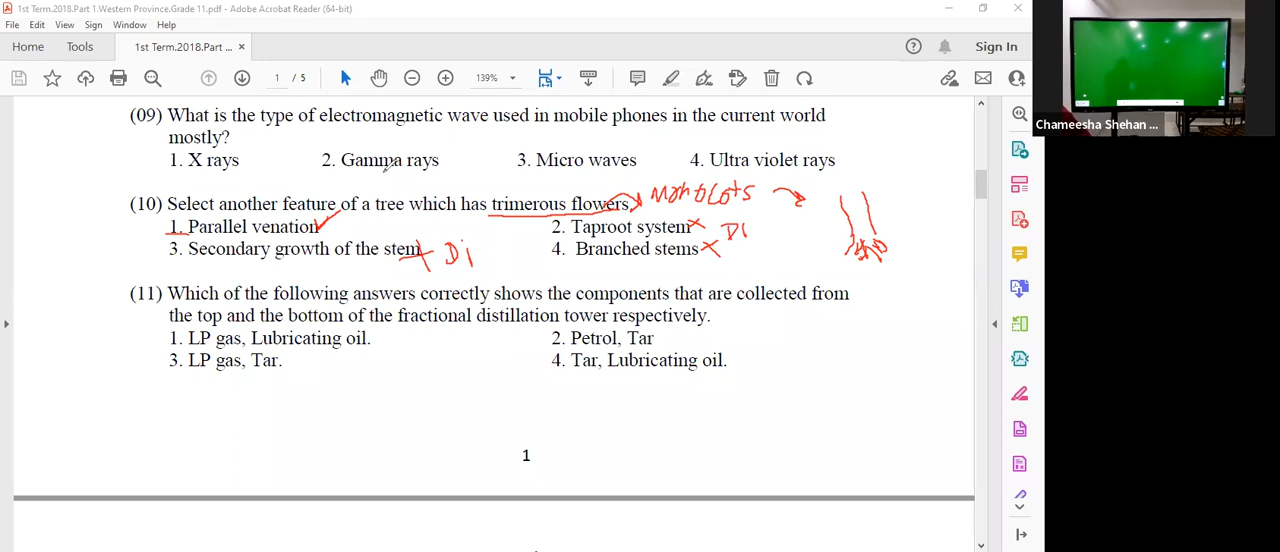 1st Term.2018.Part 1.Western Province.Grade 11.pdf - Adobe Acrobat Reader (64-bit)
File Edit View Sign Window Help
Home Tools 1st Term.2018.Part ... × Sign In
1 / 5 139%
(09) What is the type of electromagnetic wave used in mobile phones in the current world
mostly?
1. X rays 2. Gamma rays 3. Micro waves 4. Ultra violet rays
Monocots
(10) Select another feature of a tree which has trimerous flowers.
1. Parallel venation 2. Taproot system Di
3. Secondary growth of the stem Di 4. Branched stems
(11) Which of the following answers correctly shows the components that are collected from
the top and the bottom of the fractional distillation tower respectively.
1. LP gas, Lubricating oil. 2. Petrol, Tar
3. LP gas, Tar. 4. Tar, Lubricating oil.
1
Chameesha Shehan ...